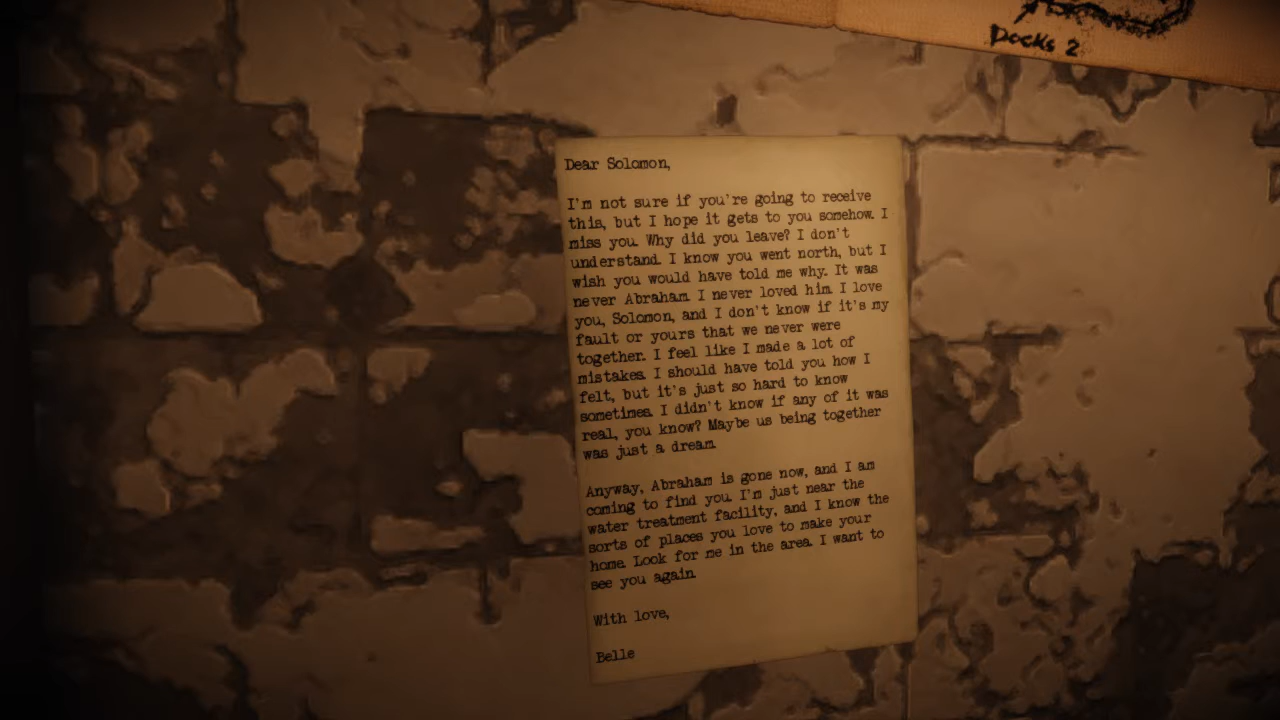 Docks 2
Dear Solomon,
I'm not sure if you're going to receive
this, but I hope it gets to you somehow. I
miss you. Why did you leave? I don't
understand. I know you went north, but I
wish you would have told me why. It was
never Abraham. I never loved him. I love
you, Solomon, and I don't know if it's my
fault or yours that we never were
together. I feel like I made a lot of
mistakes. I should have told you how I
felt, but it's just so hard to know
sometimes. I didn't know if any of it was
real, you know? Maybe us being together
was just a dream.
Anyway, Abraham is gone now, and I am
coming to find you. I'm just near the
water treatment facility, and I know the
sorts of places you love to make your
home. Look for me in the area. I want to
see you again.
With love,
Belle